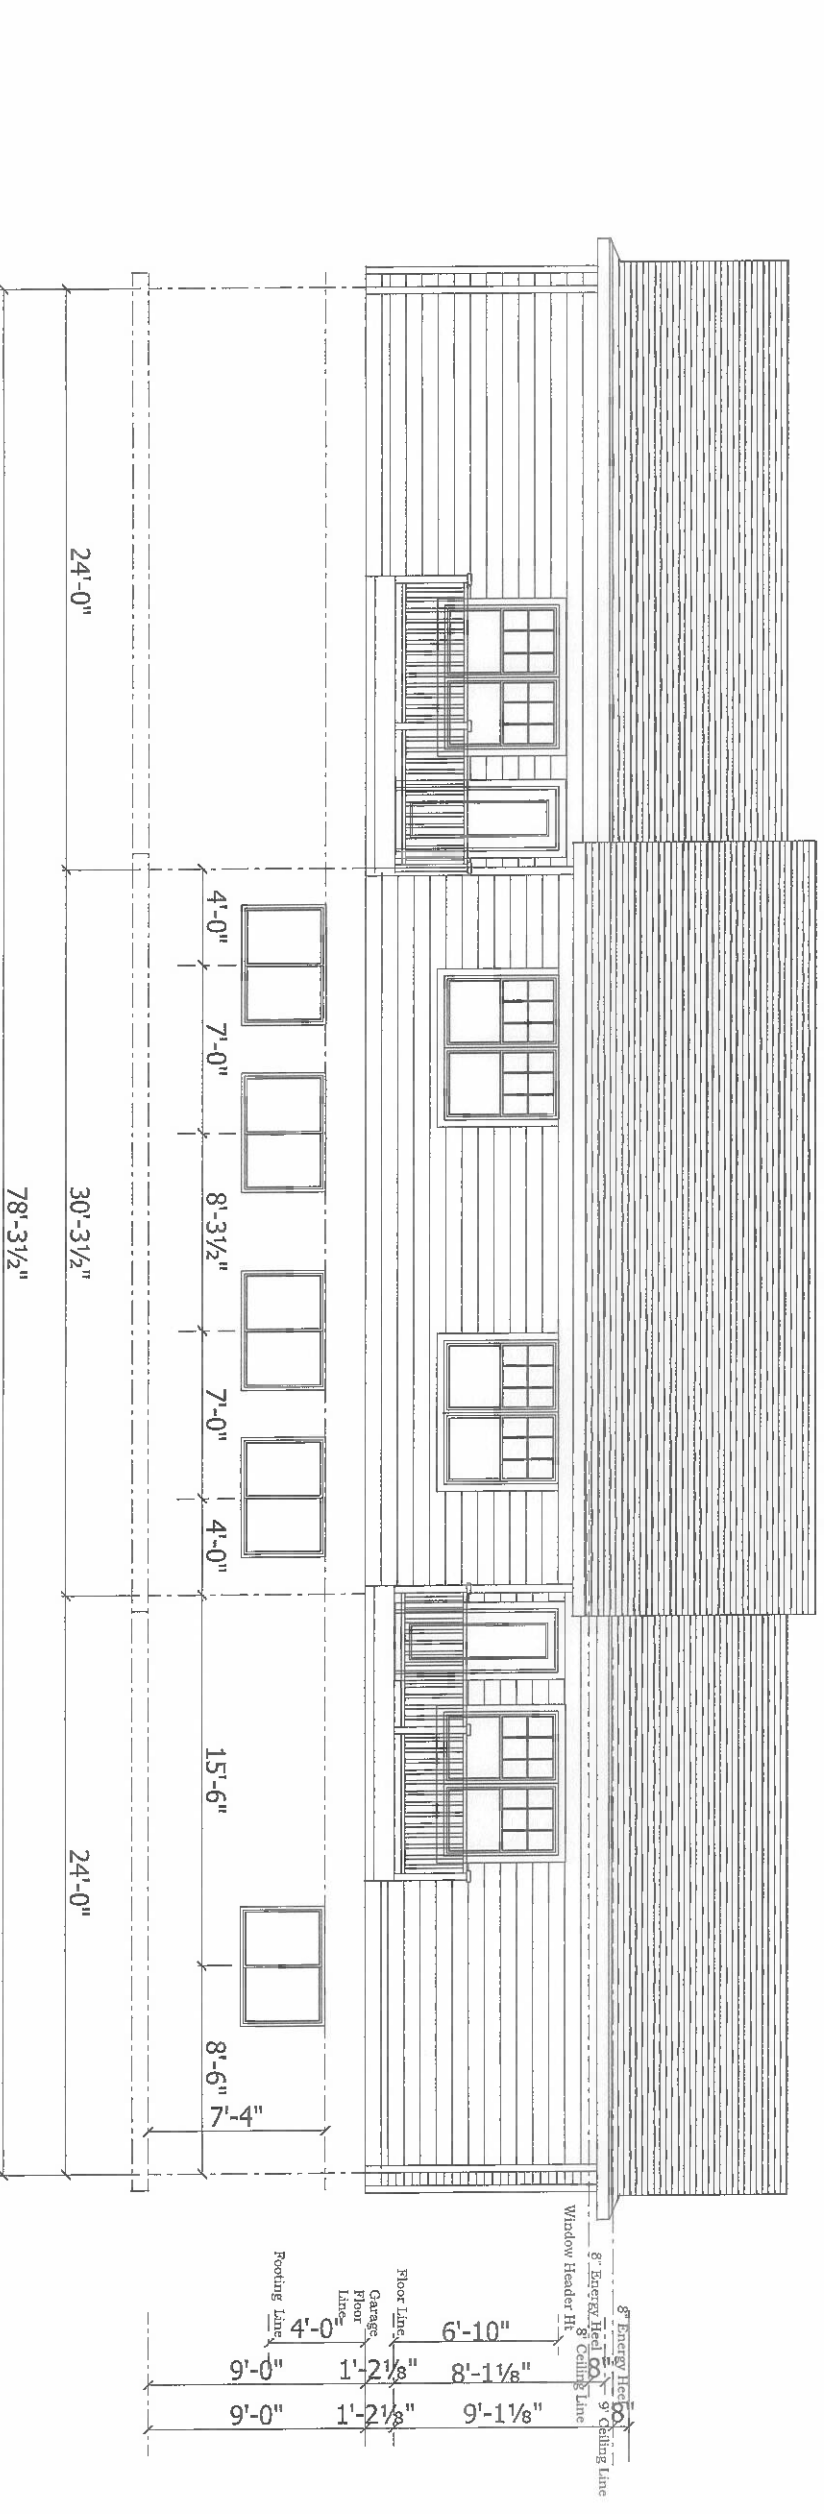 8" Energy Heel
8" Energy Heel
9' Ceiling Line
8' Ceiling Line
Window Header Ht
Floor Line
Garage
Floor
Line
Footing Line
8"
8"
6'-10"
8'-1⅛"
9'-1⅛"
1'-2⅛"
1'-2⅛"
4'-0"
9'-0"
9'-0"
7'-4"
4'-0"
7'-0"
8'-3½"
7'-0"
4'-0"
15'-6"
8'-6"
24'-0"
30'-3½"
24'-0"
78'-3½"